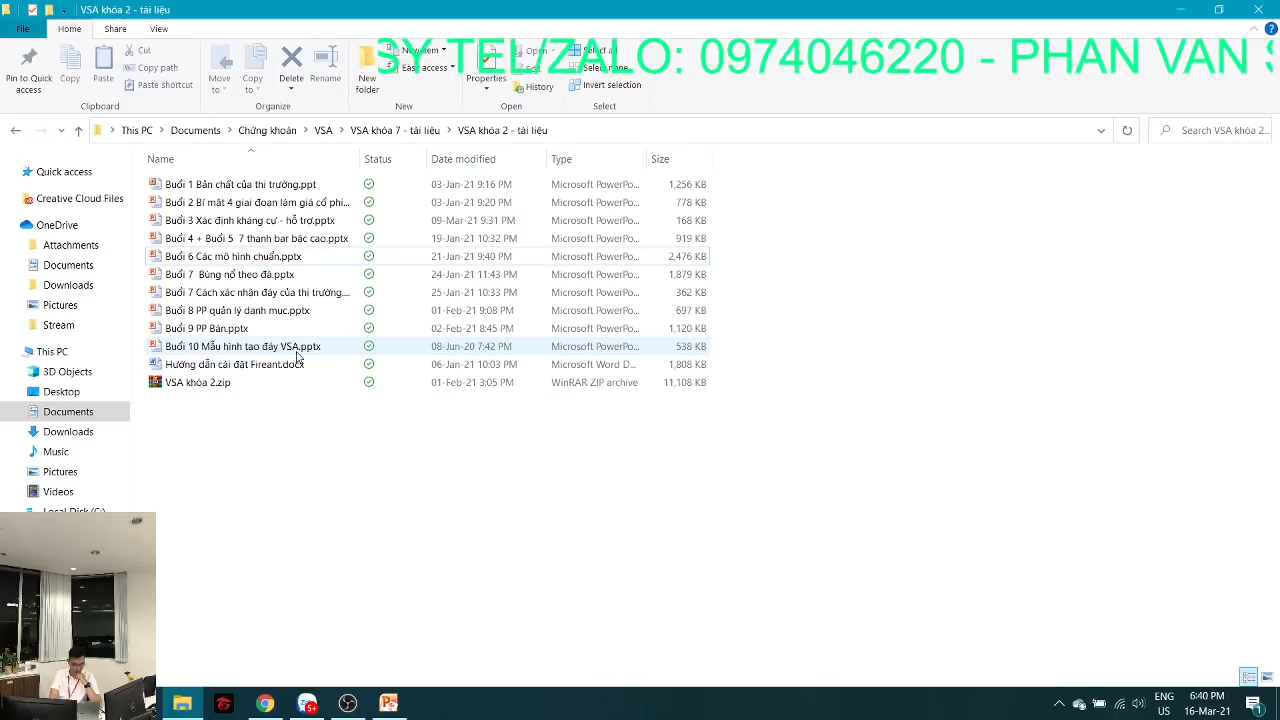 VSA khóa 2 - tài liệu
File Home Share View
Pin to Quick access
Copy
Paste
Cut
Copy path
Paste shortcut
Clipboard
Move to
Copy to
Delete
Rename
Organize
New folder
New item
Easy access
New
Properties
Open
Edit
History
Open
Select all
Select none
Invert selection
Select
3Y TEL/ZALO: 0974046220 - PHAN VAN
This PC Documents Chứng khoán VSA VSA khóa 7 - tài liệu VSA khóa 2 - tài liệu
Search VSA khóa 2...
Quick access
Creative Cloud Files
OneDrive
Attachments
Documents
Downloads
Pictures
Stream
This PC
3D Objects
Desktop
Documents
Downloads
Music
Pictures
Videos
Local Disk (C:)
Name Status Date modified Type Size
Buổi 1 Bản chất của thị trường.ppt 03-Jan-21 9:16 PM Microsoft PowerPo... 1,256 KB
Buổi 2 Bí mật 4 giai đoạn làm giá cổ phi... 03-Jan-21 9:20 PM Microsoft PowerPo... 778 KB
Buổi 3 Xác định kháng cự - hỗ trợ.pptx 09-Mar-21 9:31 PM Microsoft PowerPo... 168 KB
Buổi 4 + Buổi 5 7 thanh bar bậc cao.pptx 19-Jan-21 10:32 PM Microsoft PowerPo... 919 KB
Buổi 6 Các mô hình chuẩn.pptx 21-Jan-21 9:40 PM Microsoft PowerPo... 2,476 KB
Buổi 7 Bùng nổ theo đà.pptx 24-Jan-21 11:43 PM Microsoft PowerPo... 1,879 KB
Buổi 7 Cách xác nhận đáy của thị trường.... 25-Jan-21 10:33 PM Microsoft PowerPo... 362 KB
Buổi 8 PP quản lý danh mục.pptx 01-Feb-21 9:08 PM Microsoft PowerPo... 697 KB
Buổi 9 PP Bán.pptx 02-Feb-21 8:45 PM Microsoft PowerPo... 1,120 KB
Buổi 10 Mẫu hình tạo đáy VSA.pptx 08-Jun-20 7:42 PM Microsoft PowerPo... 538 KB
Hướng dẫn cài đặt Fireant.docx 06-Jan-21 10:03 PM Microsoft Word D... 1,808 KB
VSA khóa 2.zip 01-Feb-21 3:05 PM WinRAR ZIP archive 11,108 KB
5+
ENG
US
6:40 PM
16-Mar-21
1